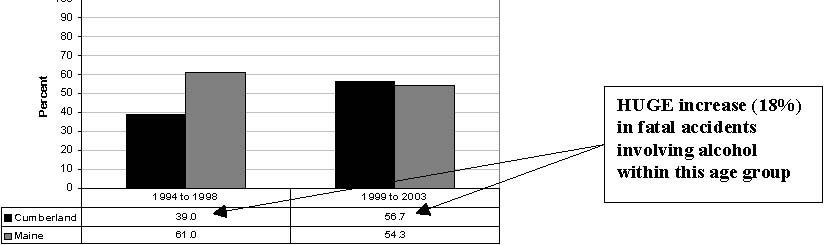 100
90
80
70
60
50
40
30
20
10
0
Percent
1994 to 1998 1999 to 2003
Cumberland 39.0 56.7
Maine 61.0 54.3
HUGE increase (18%)
in fatal accidents
involving alcohol
within this age group